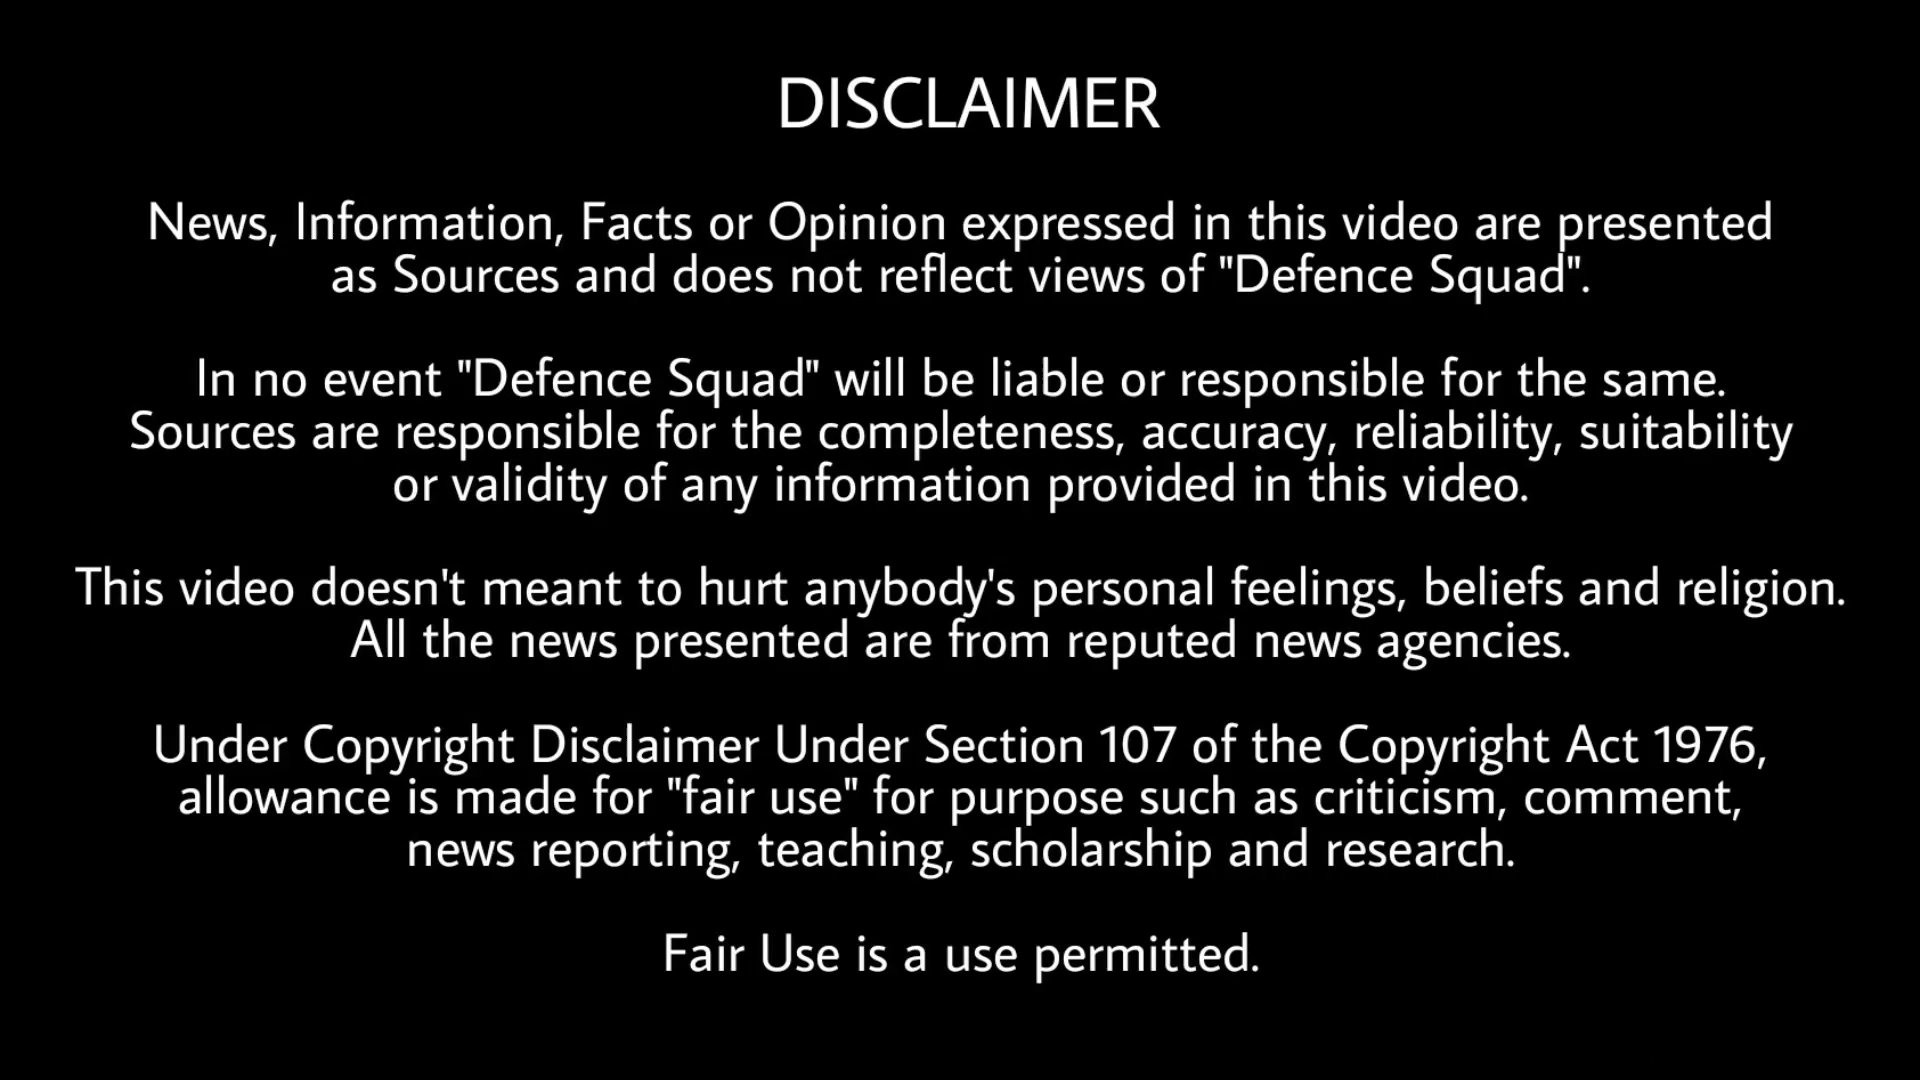 DISCLAIMER
News, Information, Facts or Opinion expressed in this video are presented
as Sources and does not reflect views of "Defence Squad".
In no event "Defence Squad" will be liable or responsible for the same.
Sources are responsible for the completeness, accuracy, reliability, suitability
or validity of any information provided in this video.
This video doesn't meant to hurt anybody's personal feelings, beliefs and religion.
All the news presented are from reputed news agencies.
Under Copyright Disclaimer Under Section 107 of the Copyright Act 1976,
allowance is made for "fair use" for purpose such as criticism, comment,
news reporting, teaching, scholarship and research.
Fair Use is a use permitted.